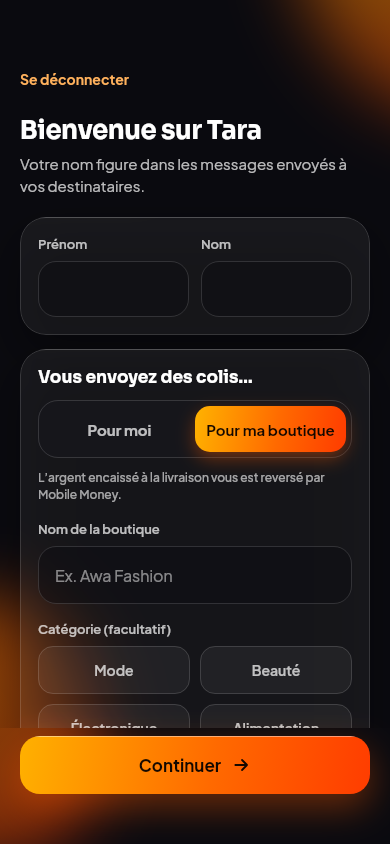 Se déconnecter
Bienvenue sur Tara
Votre nom figure dans les messages envoyés à
vos destinataires.
Prénom
Nom
Vous envoyez des colis...
Pour moi
Pour ma boutique
L'argent encaissé à la livraison vous est reversé par
Mobile Money.
Nom de la boutique
Ex. Awa Fashion
Catégorie (facultatif)
Mode
Beauté
Électronique
Alimentation
Continuer →